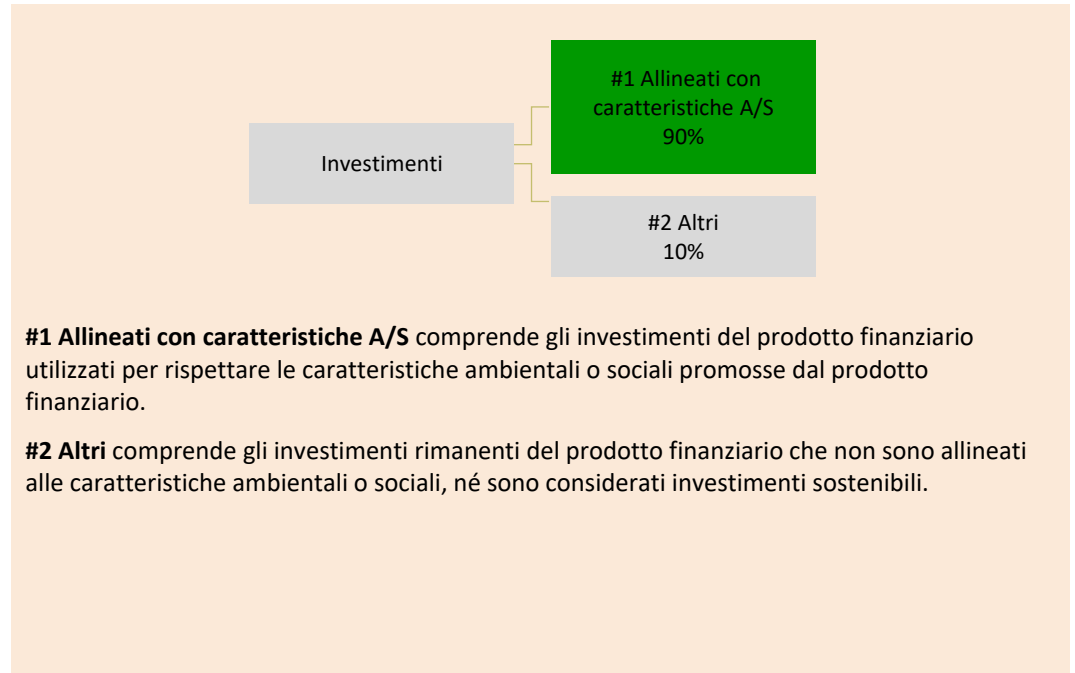 #1 Allineati con
caratteristiche A/S
90%
Investimenti
#2 Altri
10%
#1 Allineati con caratteristiche A/S comprende gli investimenti del prodotto finanziario
utilizzati per rispettare le caratteristiche ambientali o sociali promosse dal prodotto
finanziario.
#2 Altri comprende gli investimenti rimanenti del prodotto finanziario che non sono allineati
alle caratteristiche ambientali o sociali, né sono considerati investimenti sostenibili.